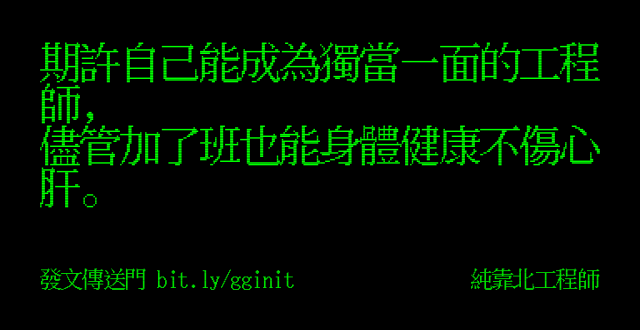 期許自己能成為獨當一面的工程
師，
儘管加了班也能身體健康不傷心
肝。
發文傳送門 bit.ly/gginit
純靠北工程師